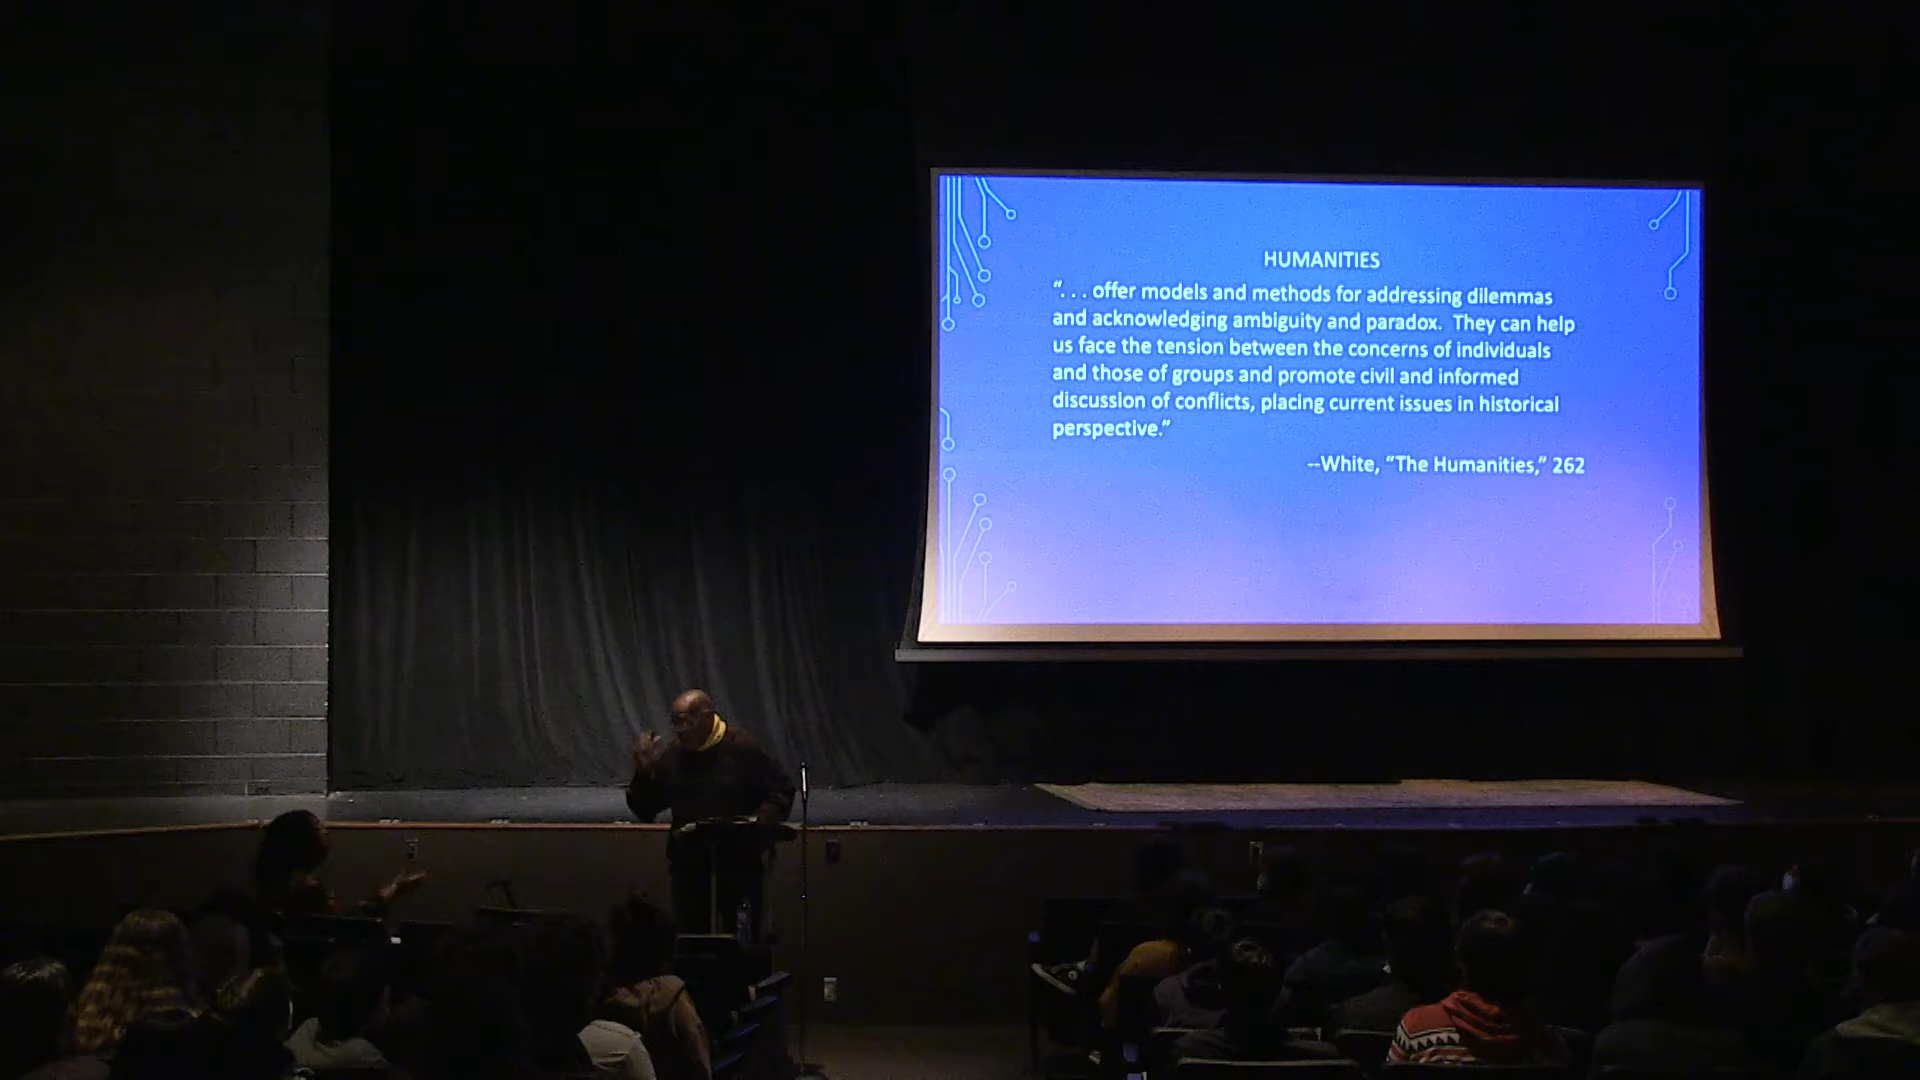 HUMANITIES
“. . . offer models and methods for addressing dilemmas
and acknowledging ambiguity and paradox.  They can help
us face the tension between the concerns of individuals
and those of groups and promote civil and informed
discussion of conflicts, placing current issues in historical
perspective.”
--White, “The Humanities,” 262